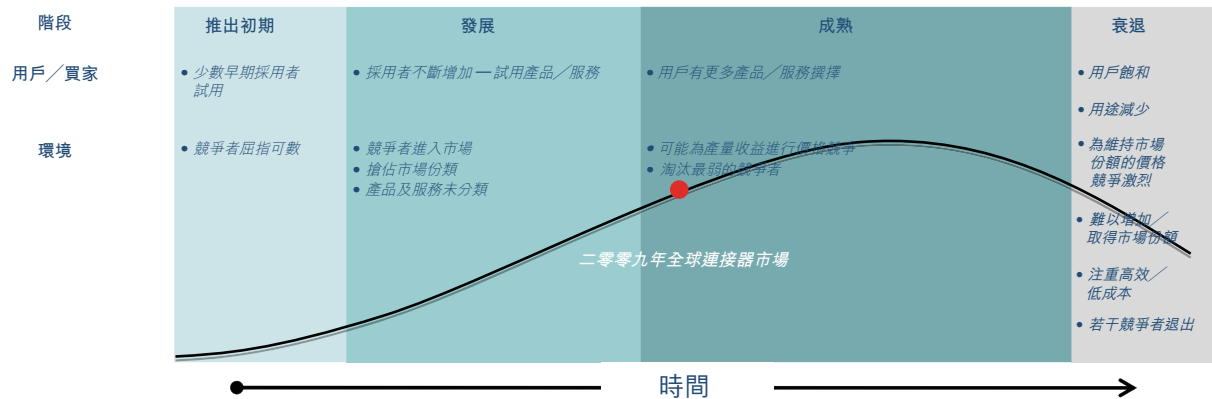 階段
推出初期
發展
成熟
衰退
用戶／買家
• 少數早期採用者
試用
• 採用者不斷增加 — 試用產品／服務
• 用戶有更多產品／服務選擇
• 用戶飽和
• 用途減少
環境
• 競爭者屈指可數
• 競爭者進入市場
• 搶佔市場份類
• 產品及服務未分類
• 可能為產量收益進行價格競爭
• 淘汰最弱的競爭者
• 為維持市場
份額的價格
競爭激烈
• 難以增加／
取得市場份額
• 注重高效／
低成本
• 若干競爭者退出
二零零九年全球連接器市場
時間